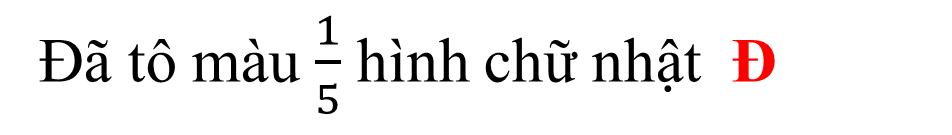 Đã tô màu 1/5 hình chữ nhật Đ